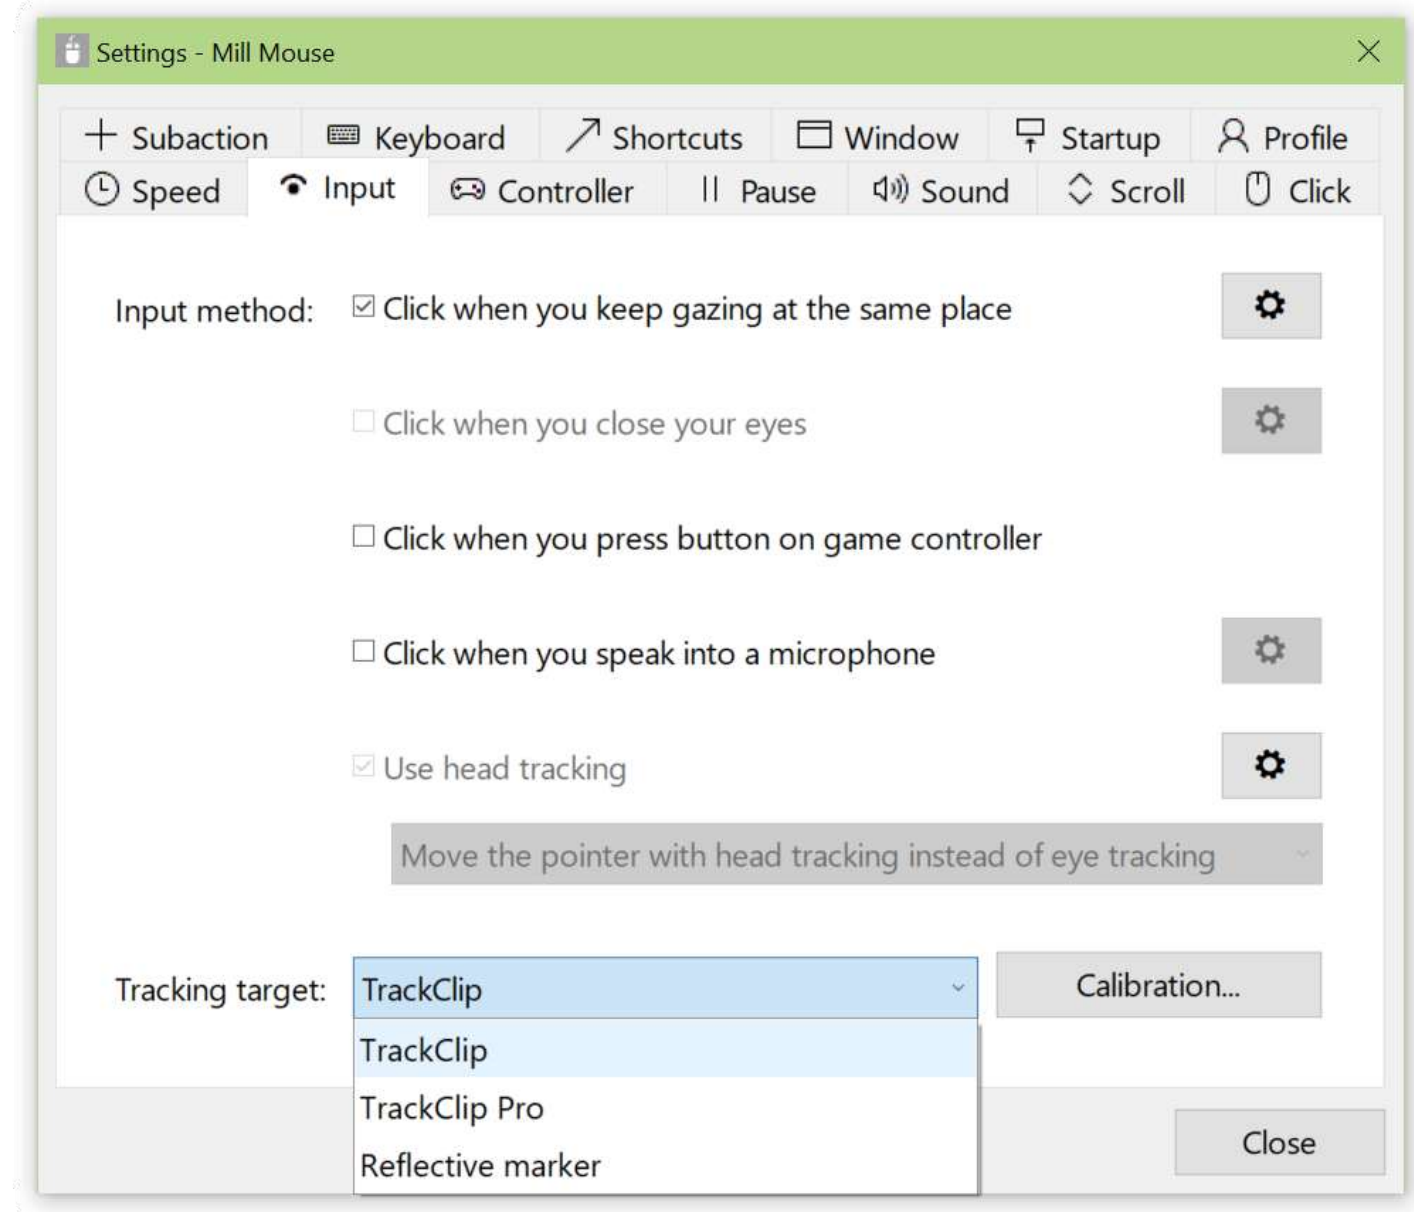 Settings - Mill Mouse
Subaction Keyboard Shortcuts Window Startup Profile
Speed Input Controller Pause Sound Scroll Click
Input method: Click when you keep gazing at the same place
Click when you close your eyes
Click when you press button on game controller
Click when you speak into a microphone
Use head tracking
Move the pointer with head tracking instead of eye tracking
Tracking target: TrackClip Calibration...
TrackClip
TrackClip Pro
Reflective marker
Close